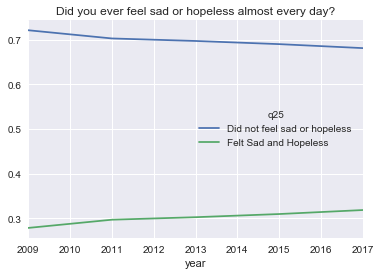 Did you ever feel sad or hopeless almost every day?
0.7
0.6
0.5
0.4
0.3
q25
Did not feel sad or hopeless
Felt Sad and Hopeless
2009 2010 2011 2012 2013 2014 2015 2016 2017
year